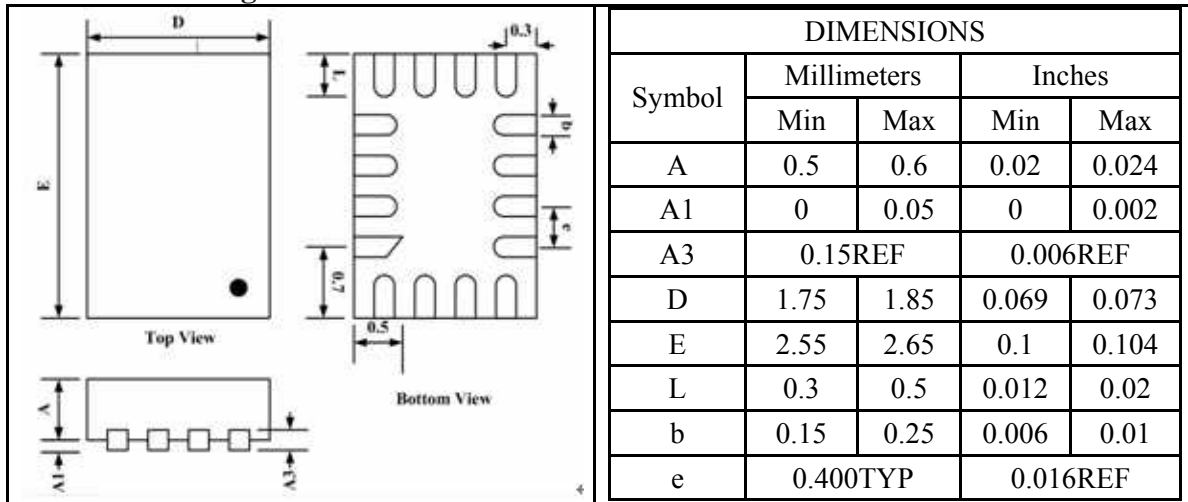 D
0.3
L
b
E
e
0.7
Top View
0.5
Bottom View
A
A1
A3
DIMENSIONS
Symbol Millimeters Inches
Min Max Min Max
A 0.5 0.6 0.02 0.024
A1 0 0.05 0 0.002
A3 0.15REF 0.006REF
D 1.75 1.85 0.069 0.073
E 2.55 2.65 0.1 0.104
L 0.3 0.5 0.012 0.02
b 0.15 0.25 0.006 0.01
e 0.400TYP 0.016REF